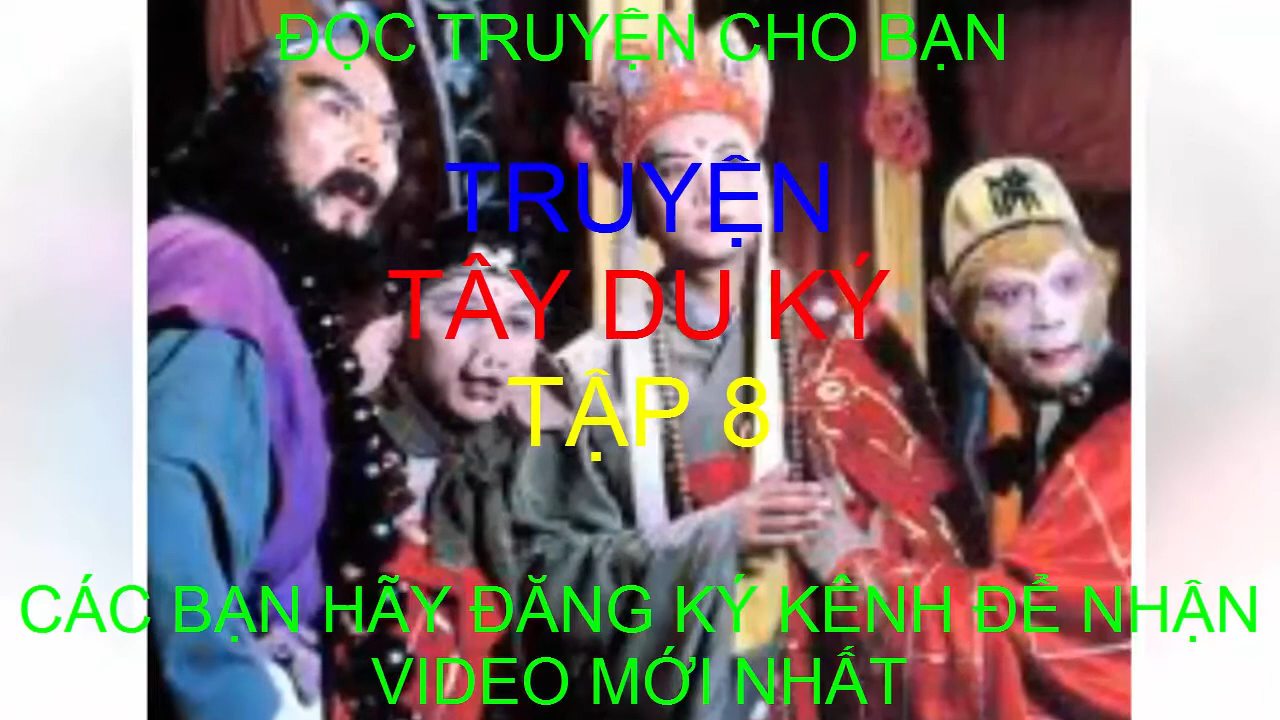 ĐỌC TRUYỆN CHO BẠN
TRUYỆN
TÂY DU KÝ
TẬP 8
CÁC BẠN HÃY ĐĂNG KÝ KÊNH ĐỂ NHẬN
VIDEO MỚI NHẤT